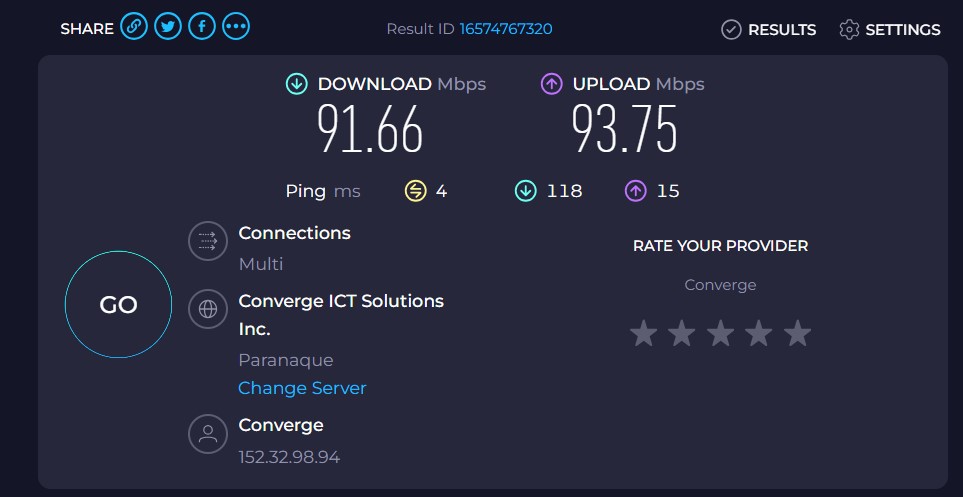 SHARE
Result ID 16574767320
RESULTS
SETTINGS
DOWNLOAD Mbps
UPLOAD Mbps
91.66
93.75
Ping ms 4 118 15
Connections
Multi
GO
Converge ICT Solutions
Inc.
Paranaque
Change Server
Converge
152.32.98.94
RATE YOUR PROVIDER
Converge